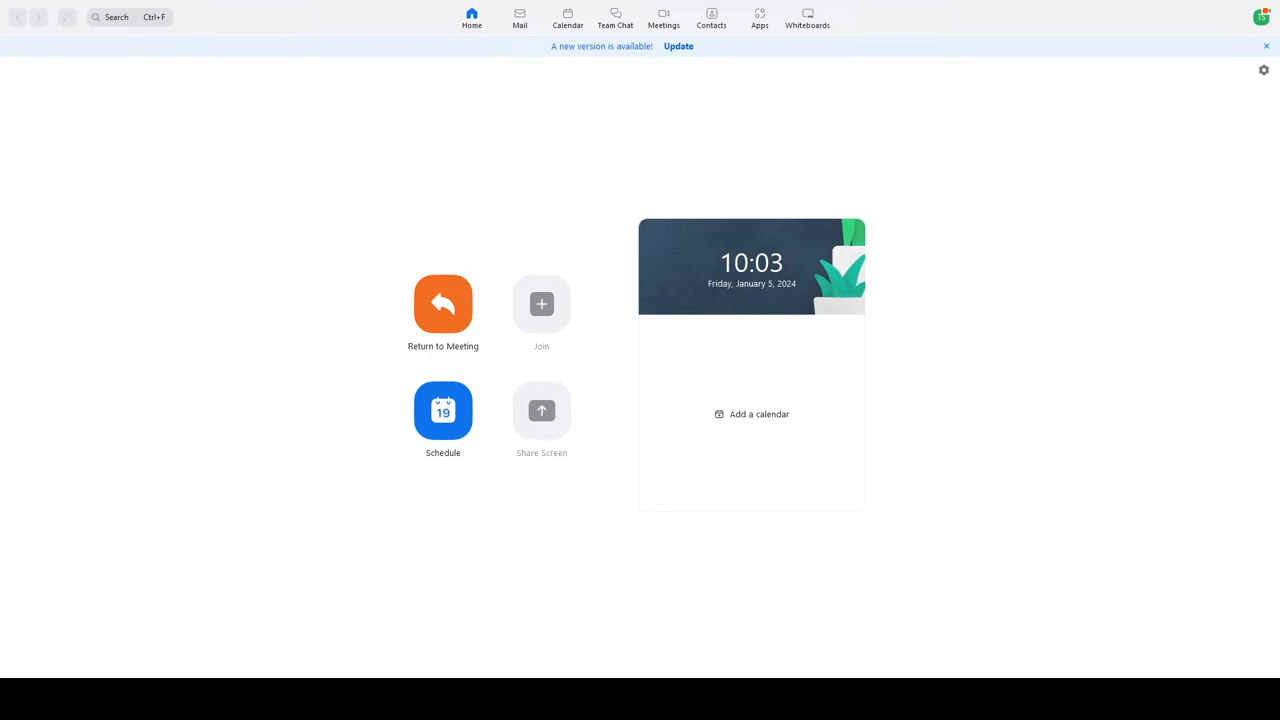 Search Ctrl+F
Home Mail Calendar Team Chat Meetings Contacts Apps Whiteboards
TS
A new version is available! Update
10:03
Friday, January 5, 2024
Return to Meeting Join
19
Schedule Share Screen
Add a calendar